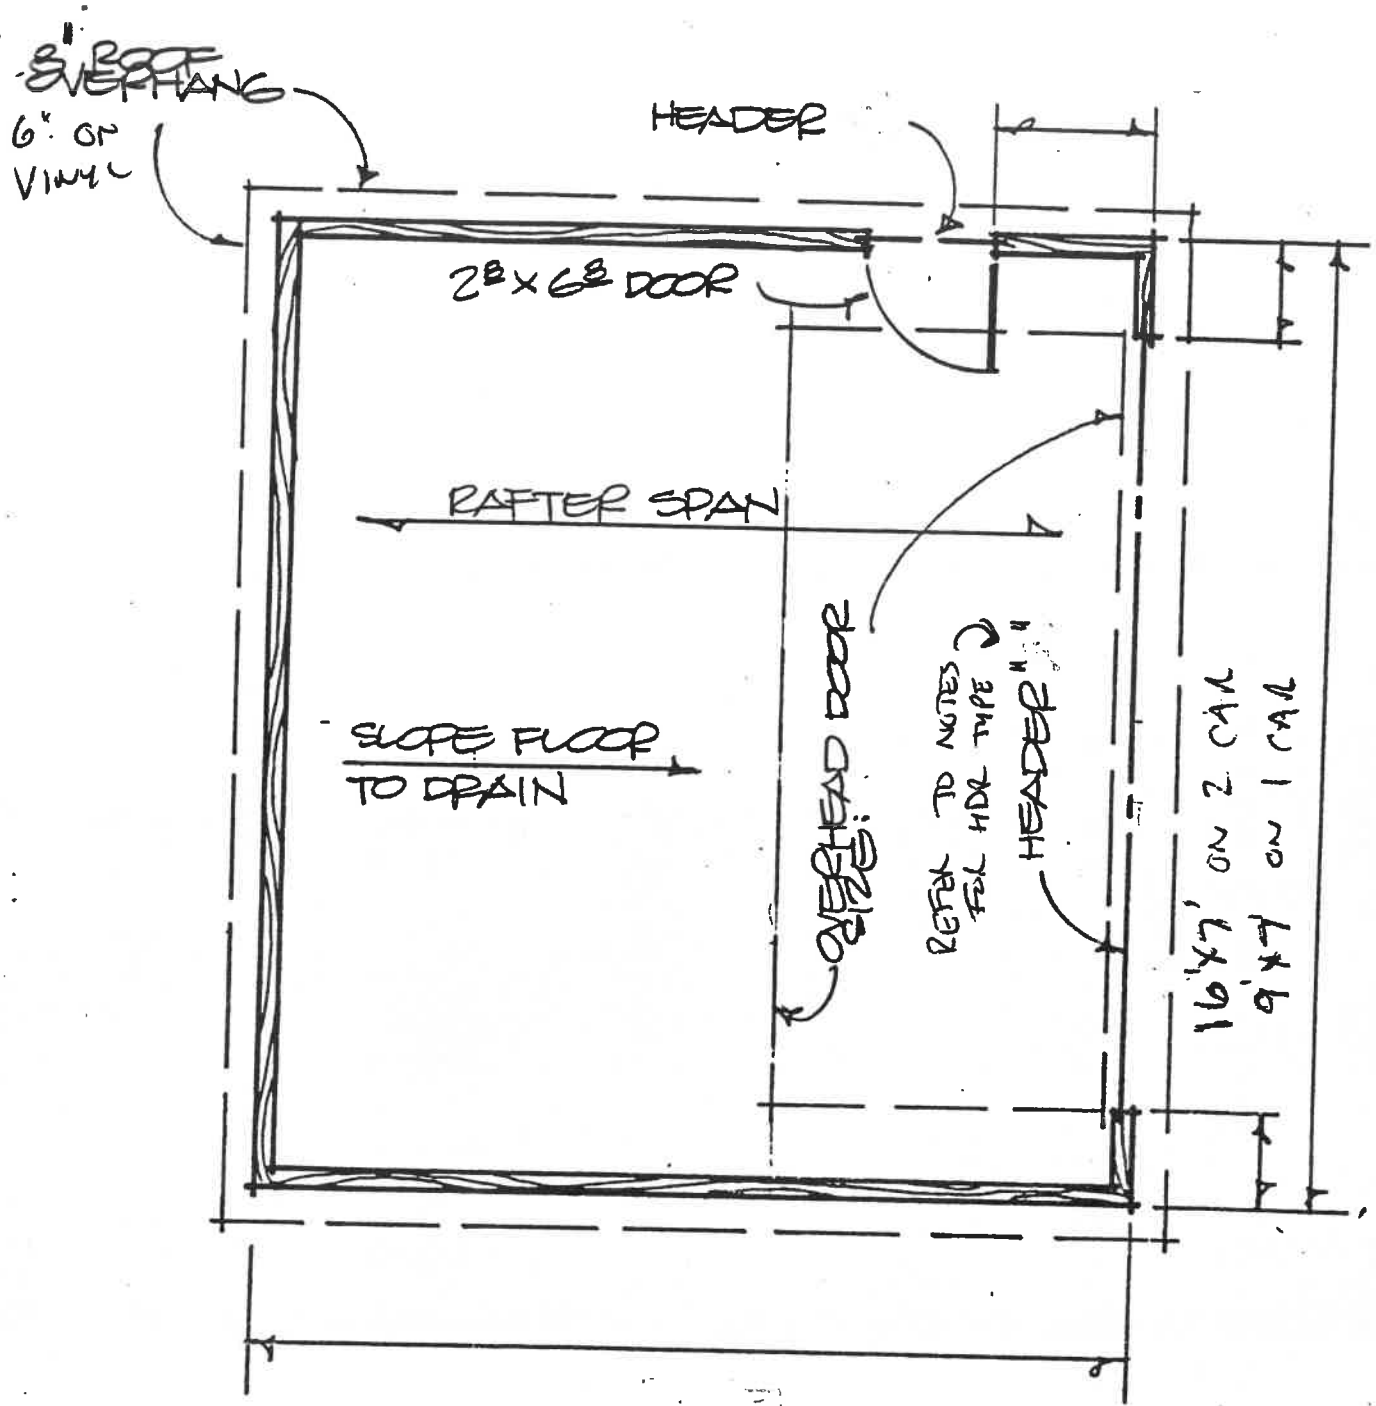 8" ROOF
OVERHANG
6" ON
VINYL
HEADER
2⁸ X 6⁸ DOOR
RAFTER SPAN
SLOPE FLOOR
TO DRAIN
OVERHEAD DOOR
SIZE:
REFER TO NOTES
FOR HDR TYPE
HEADER " "
16'X7' ON 2 CAR
9'X7' ON 1 CAR